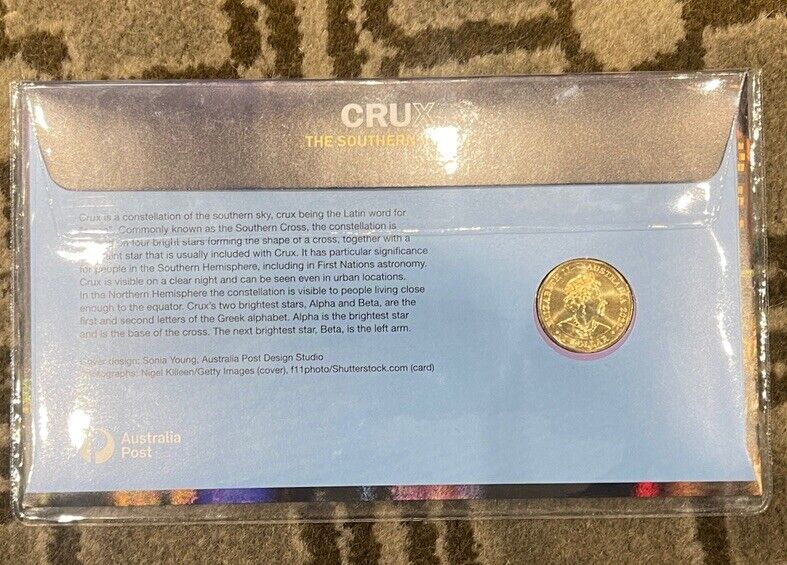 CRUX
THE SOUTHERN
Crux is a constellation of the southern sky, crux being the Latin word for
Commonly known as the Southern Cross, the constellation is
on four bright stars forming the shape of a cross, together with a
faint star that is usually included with Crux. It has particular significance
for people in the Southern Hemisphere, including in First Nations astronomy.
Crux is visible on a clear night and can be seen even in urban locations.
In the Northern Hemisphere the constellation is visible to people living close
enough to the equator. Crux's two brightest stars, Alpha and Beta, are the
first and second letters of the Greek alphabet. Alpha is the brightest star
and is the base of the cross. The next brightest star, Beta, is the left arm.
Cover design: Sonia Young, Australia Post Design Studio
Photographs: Nigel Killeen/Getty Images (cover), f11photo/Shutterstock.com (card)
Australia
Post
AUSTRALIA